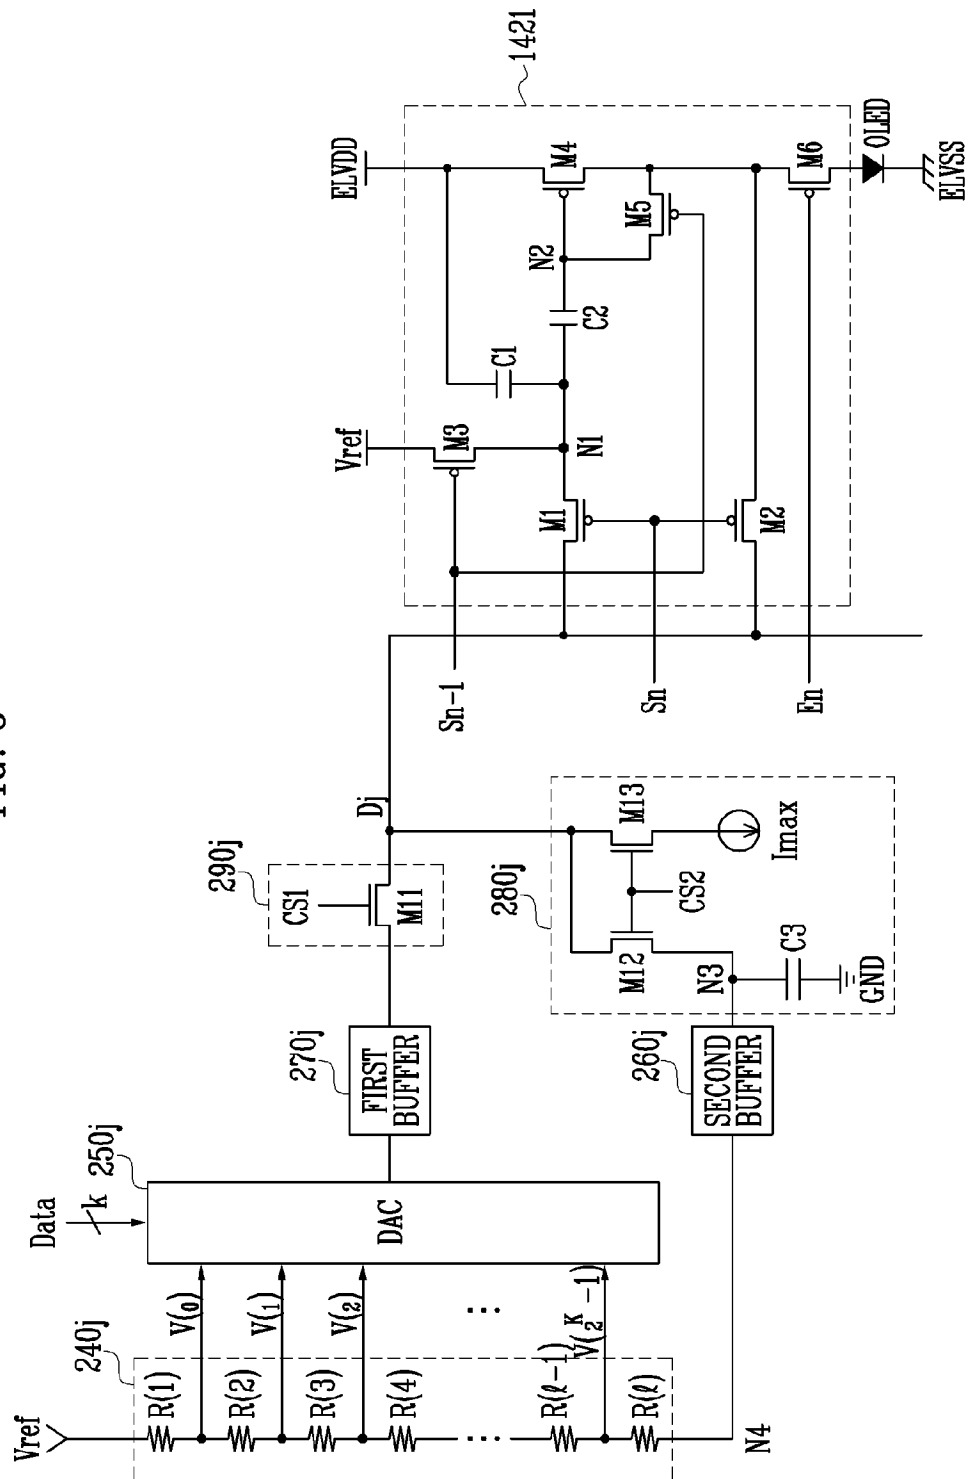 Vref
240j
R(1)
R(2)
R(3)
R(4)
...
R(ℓ-1)
R(ℓ)
N4
V(0)
V(1)
V(2)
...
V(2^K-1)
Data
k
250j
DAC
270j
FIRST
BUFFER
260j
SECOND
BUFFER
290j
CS1
M11
Dj
280j
M12
M13
CS2
N3
C3
GND
Imax
Sn-1
Sn
En
1421
Vref
M3
M1
N1
M2
C1
C2
N2
ELVDD
M4
M5
M6
OLED
ELVSS